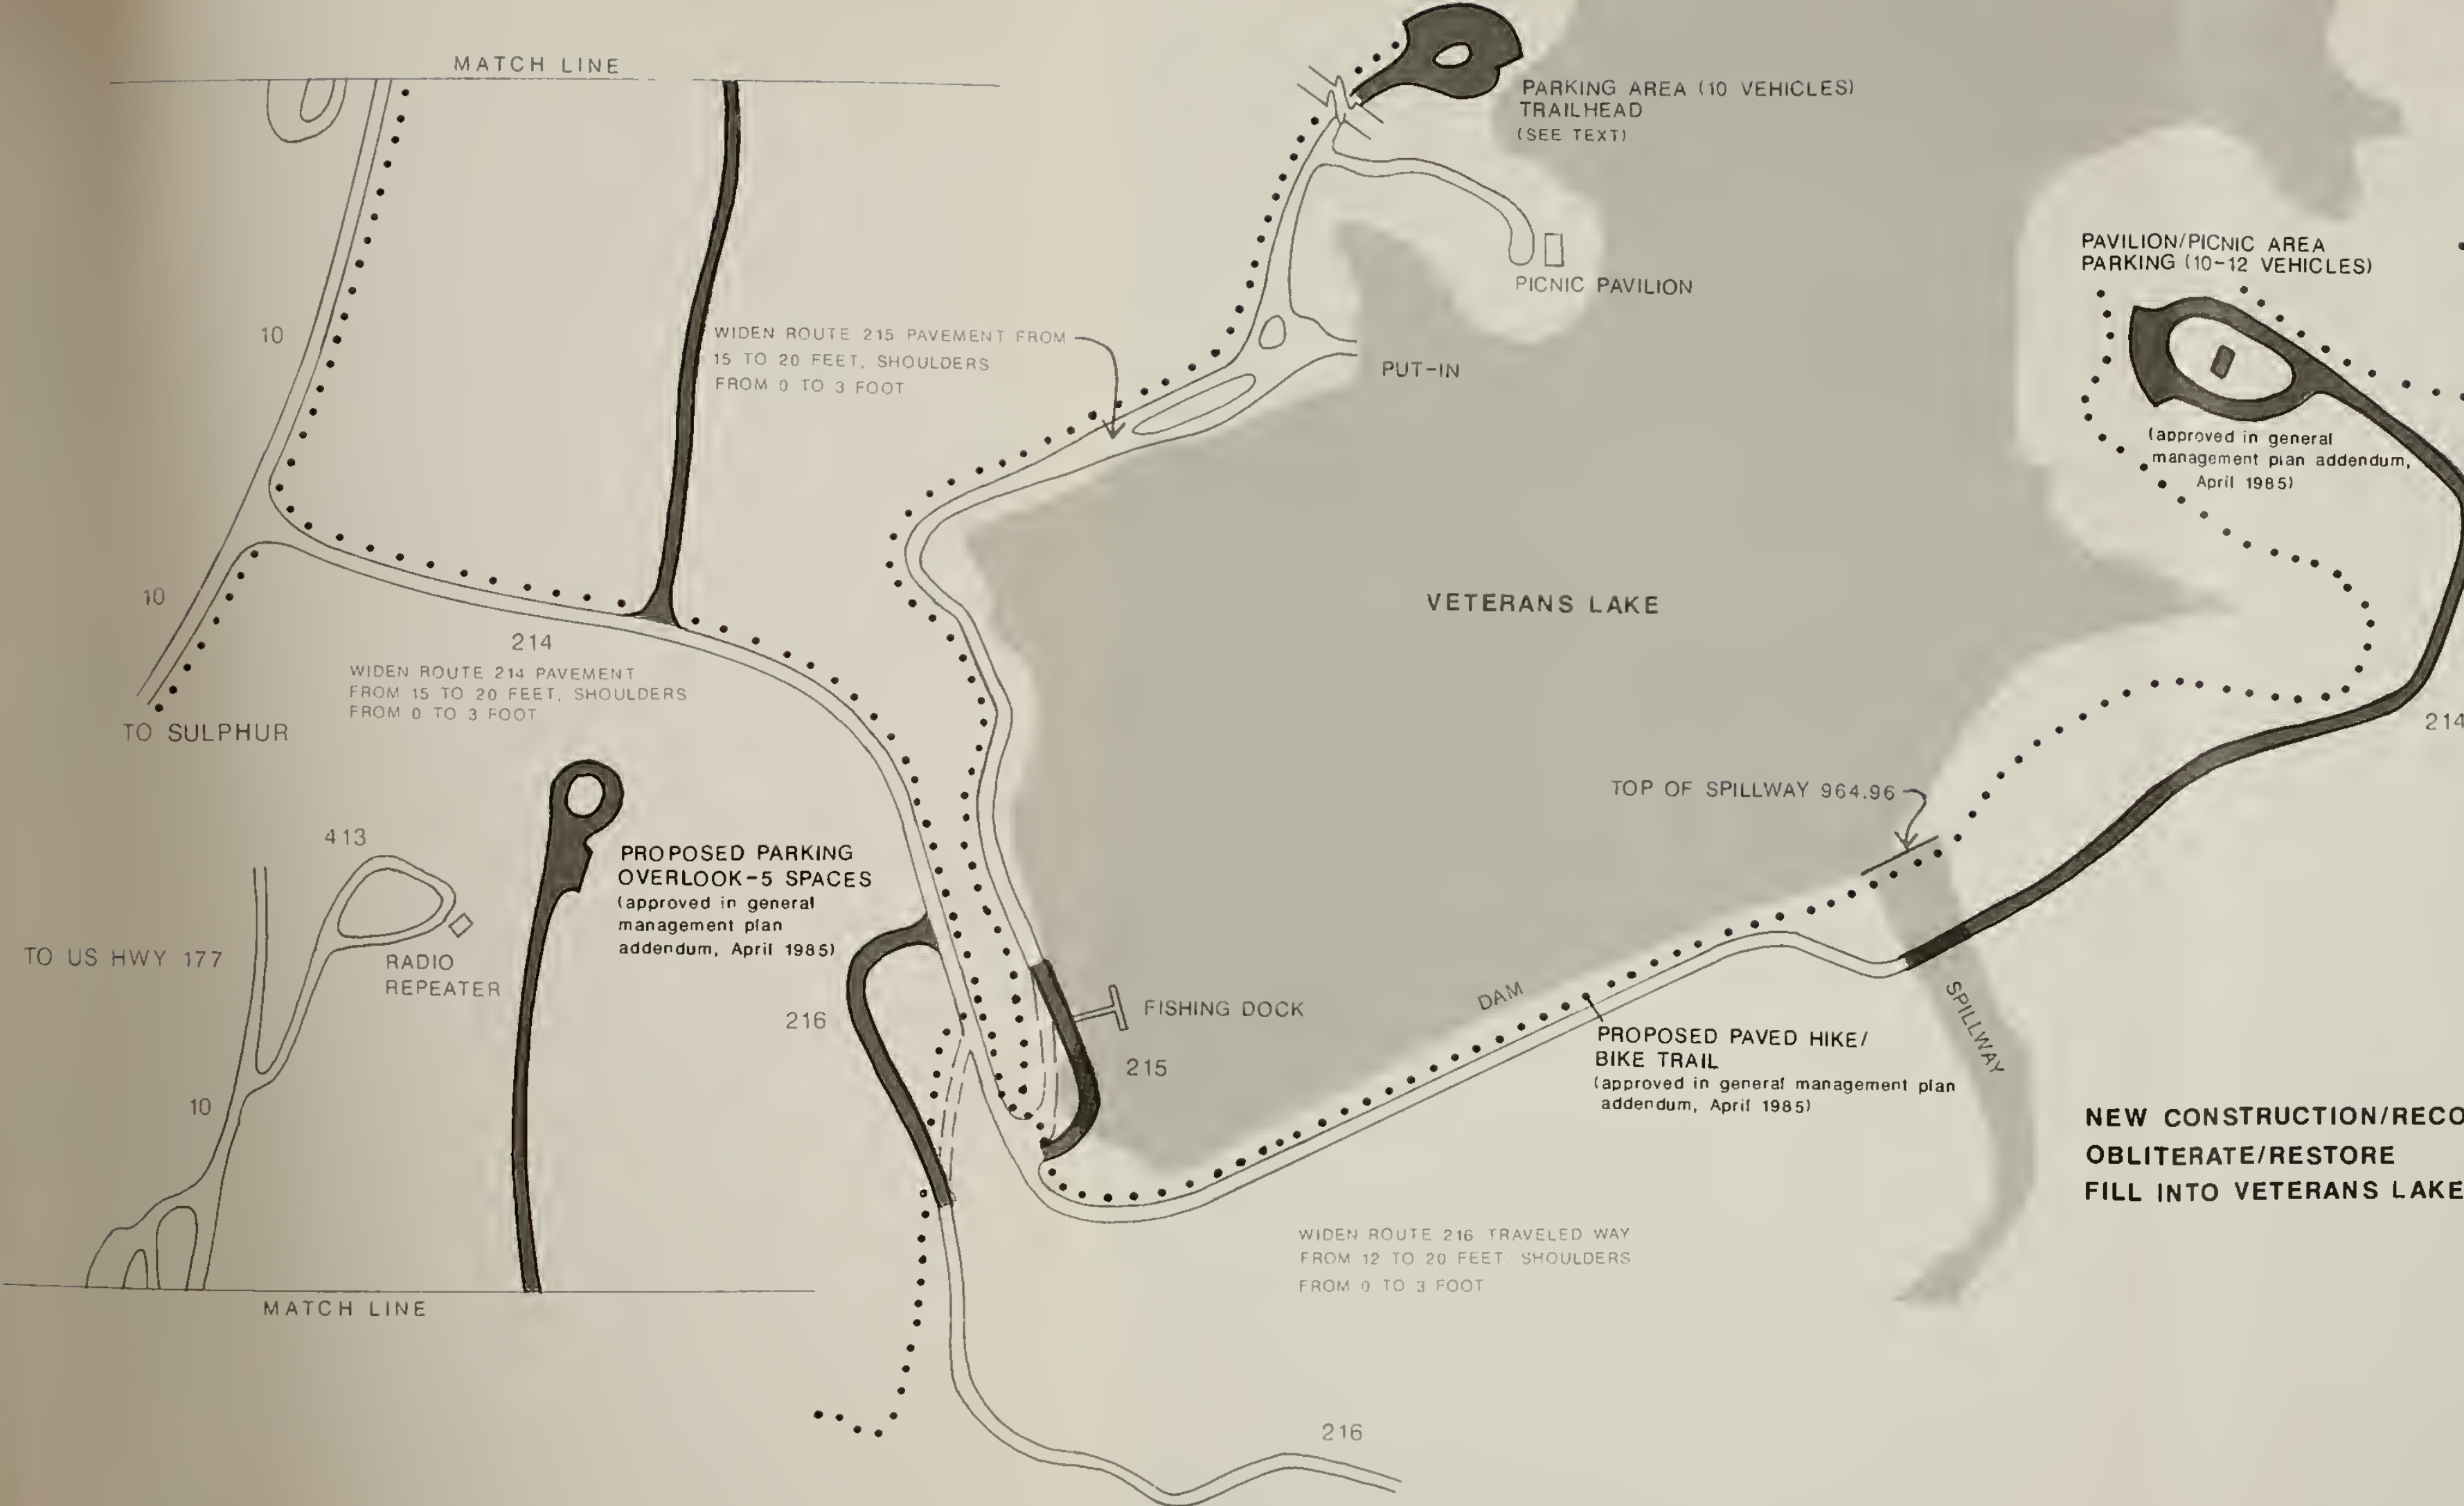 MATCH LINE
PARKING AREA (10 VEHICLES)
TRAILHEAD
(SEE TEXT)
PICNIC PAVILION
PAVILION/PICNIC AREA
PARKING (10-12 VEHICLES)
(approved in general
management plan addendum,
April 1985)
10
WIDEN ROUTE 215 PAVEMENT FROM
15 TO 20 FEET, SHOULDERS
FROM 0 TO 3 FOOT
PUT-IN
VETERANS LAKE
10
214
WIDEN ROUTE 214 PAVEMENT
FROM 15 TO 20 FEET, SHOULDERS
FROM 0 TO 3 FOOT
TO SULPHUR
214
TOP OF SPILLWAY 964.96
413
PROPOSED PARKING
OVERLOOK-5 SPACES
(approved in general
management plan
addendum, April 1985)
TO US HWY 177
RADIO
REPEATER
216
FISHING DOCK
215
DAM
SPILLWAY
PROPOSED PAVED HIKE/
BIKE TRAIL
(approved in general management plan
addendum, April 1985)
10
NEW CONSTRUCTION/RECO
OBLITERATE/RESTORE
FILL INTO VETERANS LAKE
WIDEN ROUTE 216 TRAVELED WAY
FROM 12 TO 20 FEET, SHOULDERS
FROM 0 TO 3 FOOT
MATCH LINE
216